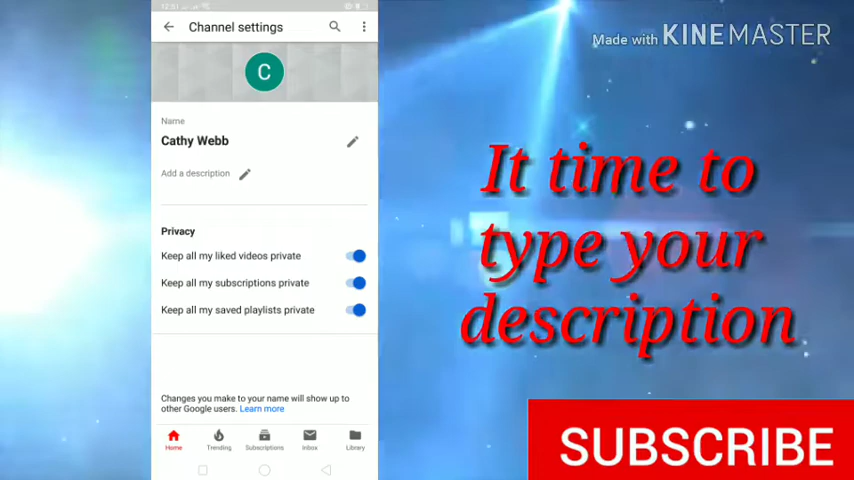 12:51
Channel settings
Made with KINEMASTER
C
Name
Cathy Webb
Add a description
Privacy
Keep all my liked videos private
Keep all my subscriptions private
Keep all my saved playlists private
Changes you make to your name will show up to
other Google users. Learn more
Home Trending Subscriptions Inbox Library
It time to
type your
description
SUBSCRIBE